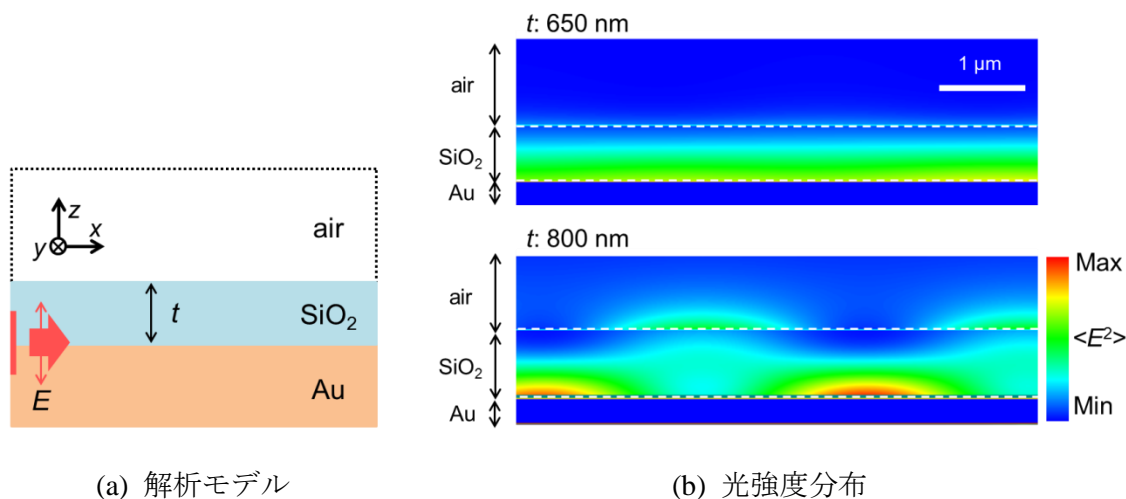 z
y
x
air
t
SiO₂
E
Au
(a) 解析モデル
t: 650 nm
air
SiO₂
Au
1 μm
t: 800 nm
air
SiO₂
Au
Max
<E²>
Min
(b) 光強度分布